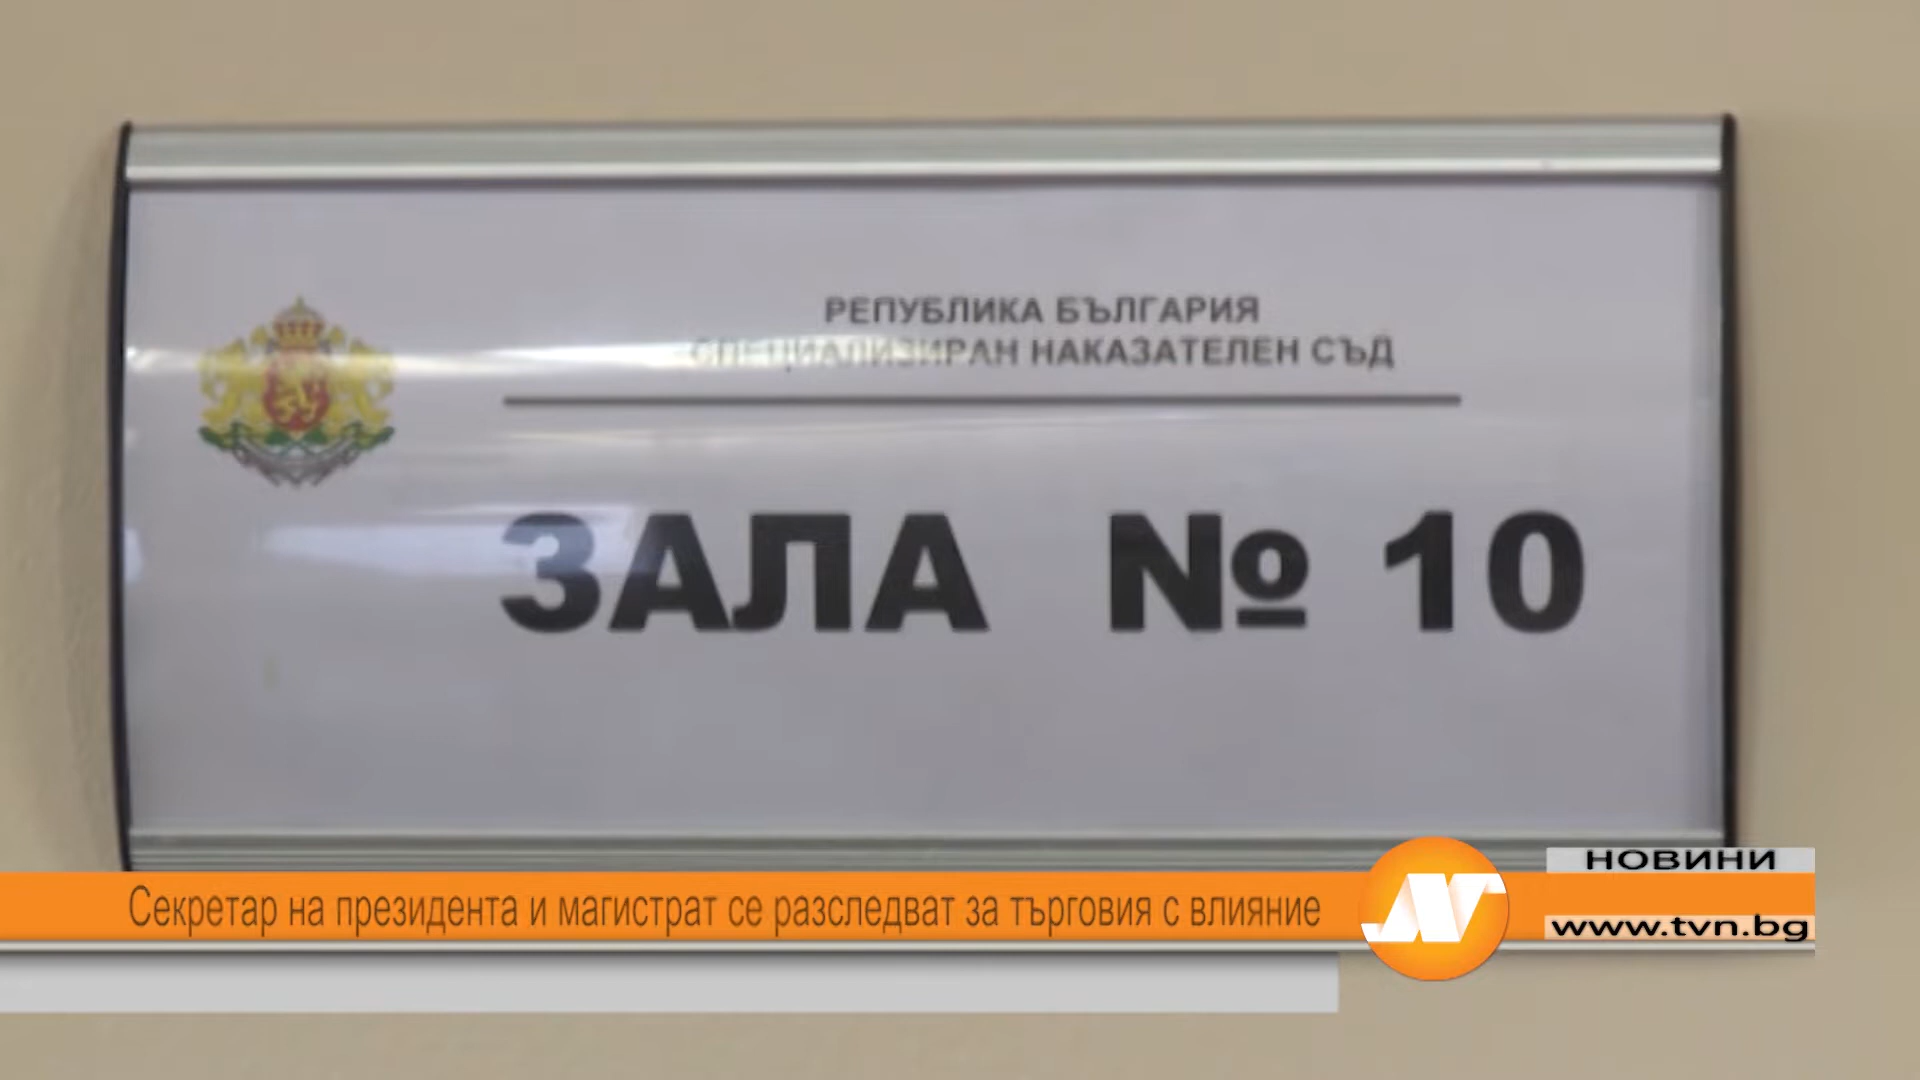 РЕПУБЛИКА БЪЛГАРИЯ
СПЕЦИАЛИЗИРАН НАКАЗАТЕЛЕН СЪД
ЗАЛА № 10
НОВИНИ
Секретар на президента и магистрат се разследват за търговия с влияние
www.tvn.bg